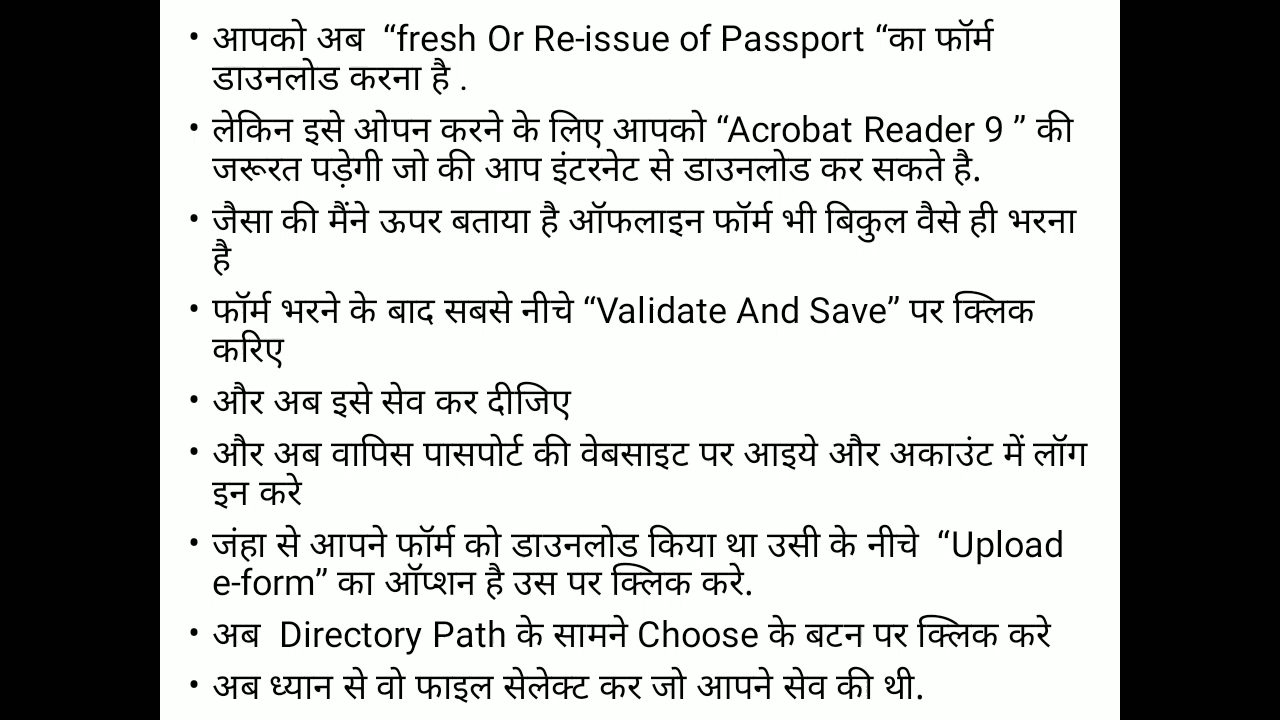 • आपको अब  “fresh Or Re-issue of Passport “का फॉर्म
डाउनलोड करना है .
• लेकिन इसे ओपन करने के लिए आपको “Acrobat Reader 9 ” की
जरूरत पड़ेगी जो की आप इंटरनेट से डाउनलोड कर सकते है.
• जैसा की मैंने ऊपर बताया है ऑफलाइन फॉर्म भी बिकुल वैसे ही भरना
है
• फॉर्म भरने के बाद सबसे नीचे “Validate And Save” पर क्लिक
करिए
• और अब इसे सेव कर दीजिए
• और अब वापिस पासपोर्ट की वेबसाइट पर आइये और अकाउंट में लॉग
इन करे
• जंहा से आपने फॉर्म को डाउनलोड किया था उसी के नीचे  “Upload
e-form” का ऑप्शन है उस पर क्लिक करे.
• अब  Directory Path के सामने Choose के बटन पर क्लिक करे
• अब ध्यान से वो फाइल सेलेक्ट कर जो आपने सेव की थी.